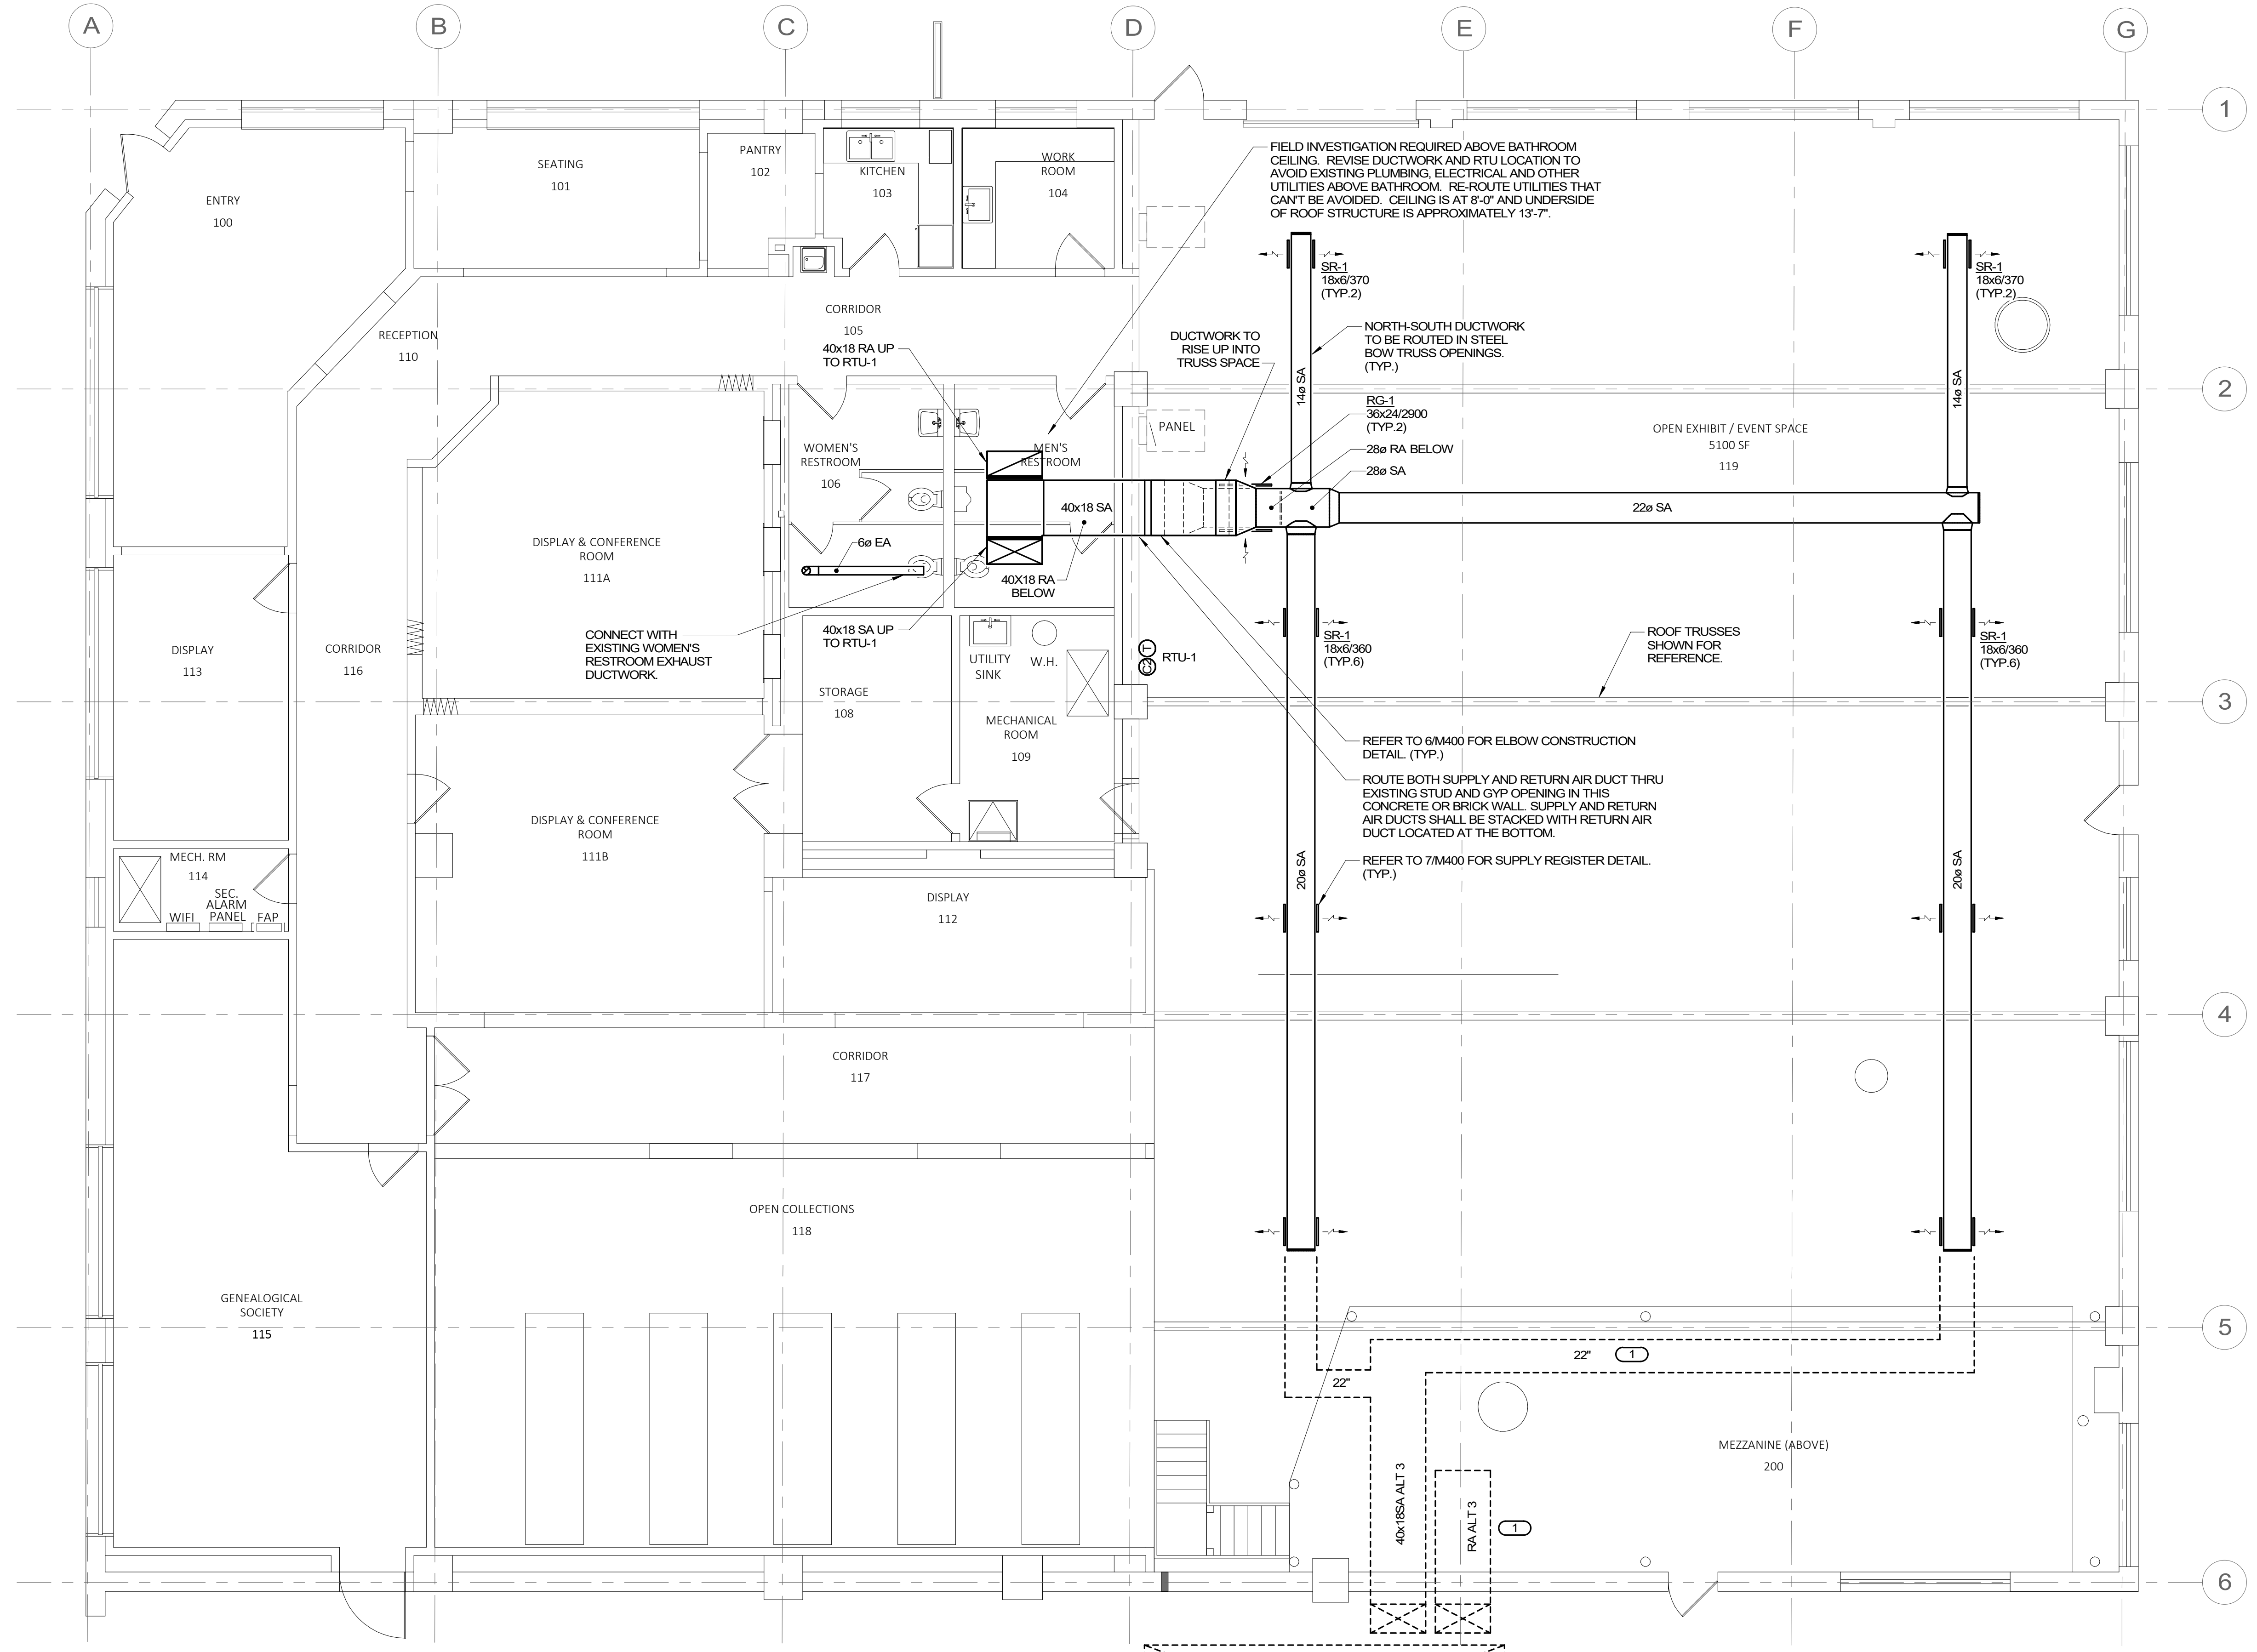 A
B
C
D
E
F
G
1
2
3
4
5
6
ENTRY
100
SEATING
101
PANTRY
102
KITCHEN
103
WORK
ROOM
104
FIELD INVESTIGATION REQUIRED ABOVE BATHROOM
CEILING. REVISE DUCTWORK AND RTU LOCATION TO
AVOID EXISTING PLUMBING, ELECTRICAL AND OTHER
UTILITIES ABOVE BATHROOM. RE-ROUTE UTILITIES THAT
CAN'T BE AVOIDED. CEILING IS AT 8'-0" AND UNDERSIDE
OF ROOF STRUCTURE IS APPROXIMATELY 13'-7".
SR-1
18x6/370
(TYP.2)
SR-1
18x6/370
(TYP.2)
RECEPTION
110
CORRIDOR
105
40x18 RA UP
TO RTU-1
DUCTWORK TO
RISE UP INTO
TRUSS SPACE
NORTH-SOUTH DUCTWORK
TO BE ROUTED IN STEEL
BOW TRUSS OPENINGS.
(TYP.)
14ø SA
14ø SA
RG-1
36x24/2900
(TYP.2)
28ø RA BELOW
28ø SA
PANEL
OPEN EXHIBIT / EVENT SPACE
5100 SF
119
WOMEN'S
RESTROOM
106
MEN'S
RESTROOM
40x18 SA
22ø SA
DISPLAY & CONFERENCE
ROOM
111A
6ø EA
40X18 RA
BELOW
CONNECT WITH
EXISTING WOMEN'S
RESTROOM EXHAUST
DUCTWORK.
40x18 SA UP
TO RTU-1
UTILITY
SINK
W.H.
C2
T
RTU-1
SR-1
18x6/360
(TYP.6)
ROOF TRUSSES
SHOWN FOR
REFERENCE.
SR-1
18x6/360
(TYP.6)
DISPLAY
113
CORRIDOR
116
STORAGE
108
MECHANICAL
ROOM
109
REFER TO 6/M400 FOR ELBOW CONSTRUCTION
DETAIL. (TYP.)
ROUTE BOTH SUPPLY AND RETURN AIR DUCT THRU
EXISTING STUD AND GYP OPENING IN THIS
CONCRETE OR BRICK WALL. SUPPLY AND RETURN
AIR DUCTS SHALL BE STACKED WITH RETURN AIR
DUCT LOCATED AT THE BOTTOM.
REFER TO 7/M400 FOR SUPPLY REGISTER DETAIL.
(TYP.)
DISPLAY & CONFERENCE
ROOM
111B
MECH. RM
114
SEC.
ALARM
PANEL
WIFI
FAP
20ø SA
20ø SA
DISPLAY
112
CORRIDOR
117
OPEN COLLECTIONS
118
GENEALOGICAL
SOCIETY
115
22"
1
22"
MEZZANINE (ABOVE)
200
40x18SA ALT 3
RA ALT 3
1